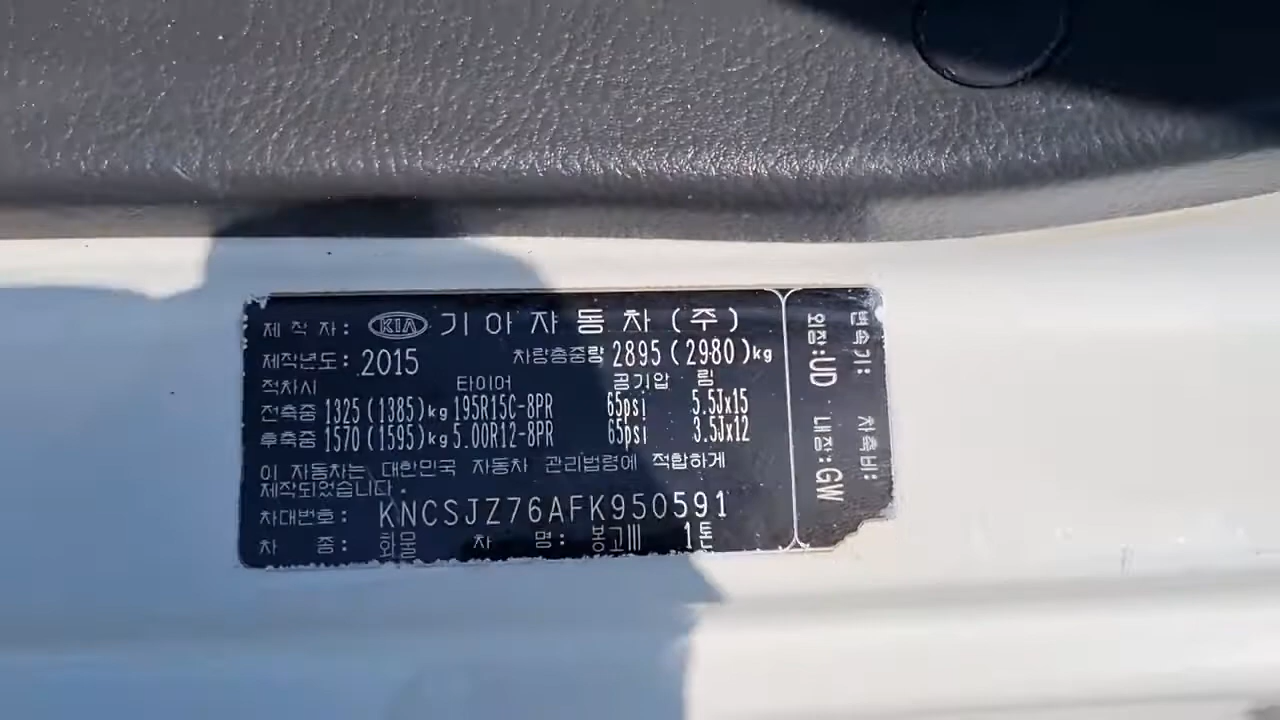 제 작 자: KIA 기 아 자 동 차 ( 주 )
제작년도: 2015 차량총중량 2895 ( 2980 ) kg
적차시 타이어 공기압 림
전축중 1325 (1385) kg 195R15C-8PR 65psi 5.5Jx15
후축중 1570 (1595) kg 5.00R12-8PR 65psi 3.5Jx12
이 자동차는 대한민국 자동차 관리법령에 적합하게
제작되었습니다.
차대번호: KNCSJZ76AFK950591
차 종: 화물 차 명: 봉고III 1톤
변속기: 차축비:
외장:UD 내장:GW